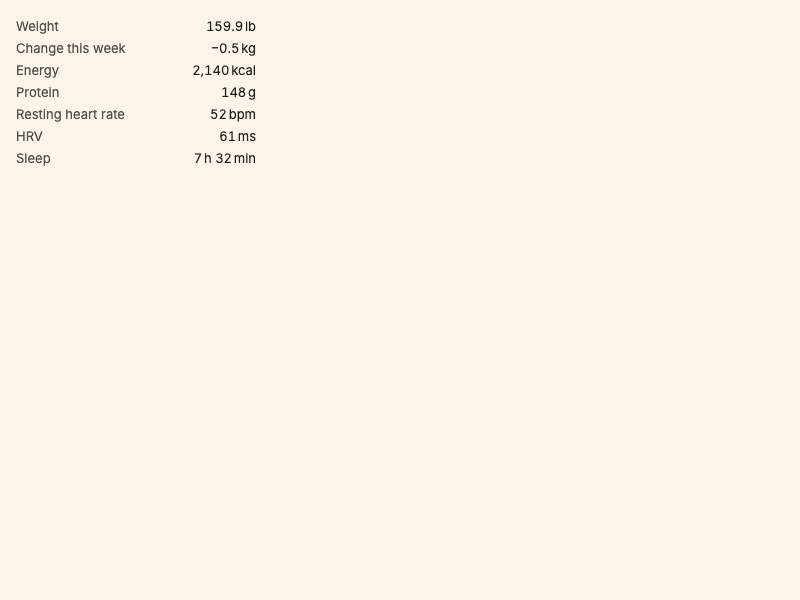 Weight 159.9 lb
Change this week −0.5 kg
Energy 2,140 kcal
Protein 148 g
Resting heart rate 52 bpm
HRV 61 ms
Sleep 7 h 32 min